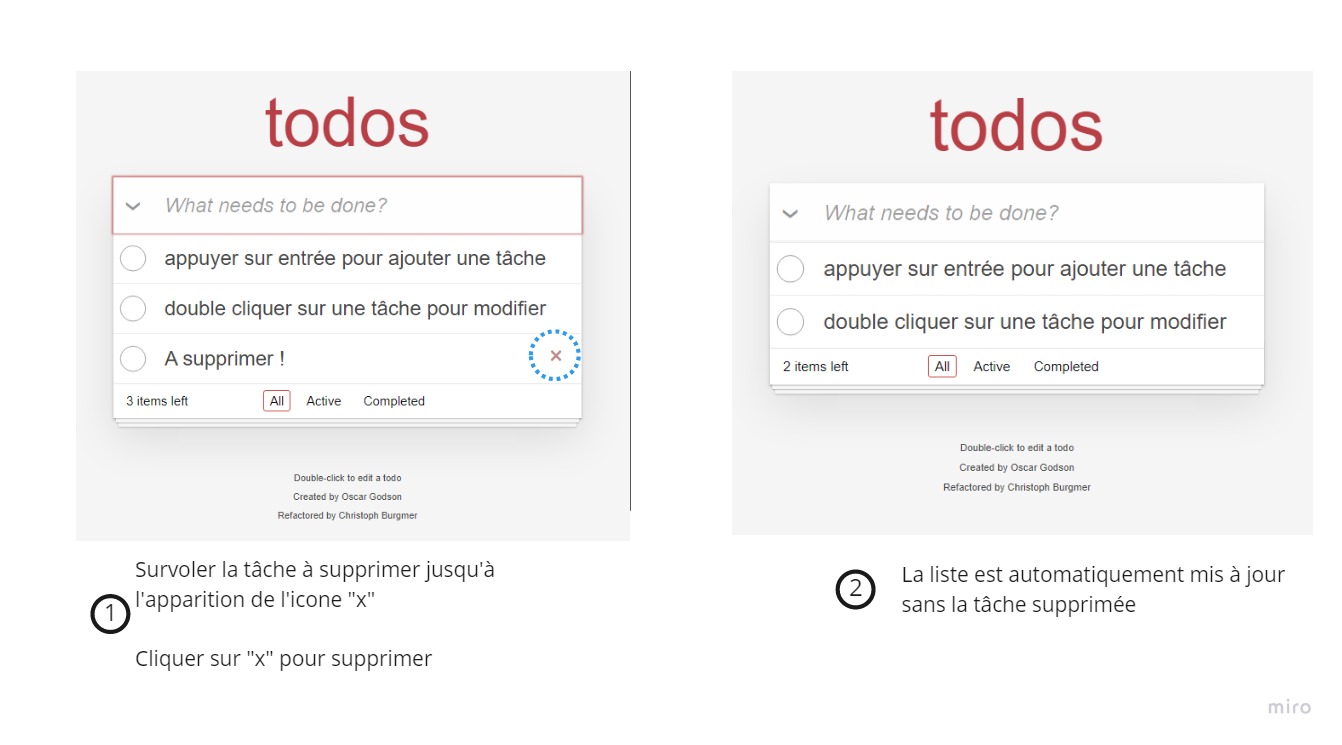 todos
What needs to be done?
appuyer sur entrée pour ajouter une tâche
double cliquer sur une tâche pour modifier
A supprimer !
3 items left All Active Completed
Double-click to edit a todo
Created by Oscar Godson
Refactored by Christoph Burgmer
1
Survoler la tâche à supprimer jusqu'à
l'apparition de l'icone "x"
Cliquer sur "x" pour supprimer
todos
What needs to be done?
appuyer sur entrée pour ajouter une tâche
double cliquer sur une tâche pour modifier
2 items left All Active Completed
Double-click to edit a todo
Created by Oscar Godson
Refactored by Christoph Burgmer
2
La liste est automatiquement mis à jour
sans la tâche supprimée
miro